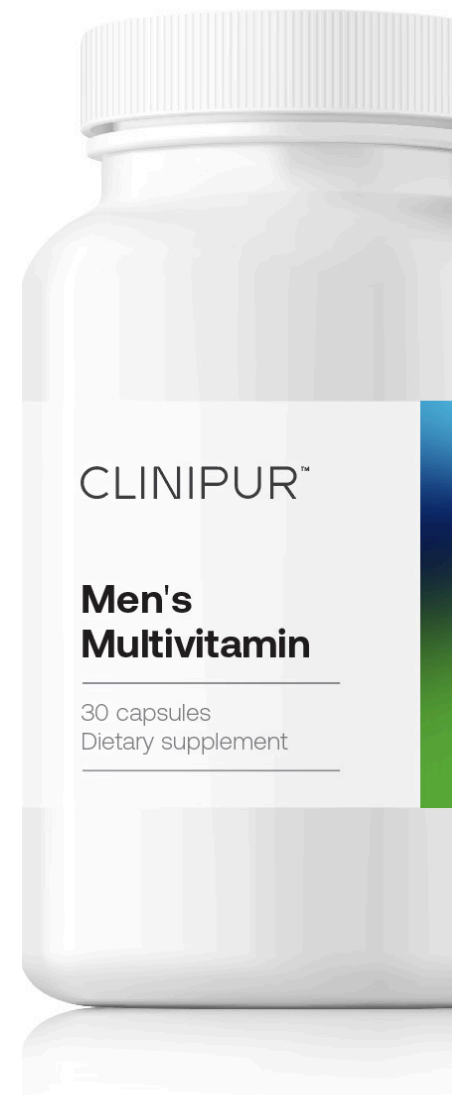 CLINIPUR™
Men's
Multivitamin
30 capsules
Dietary supplement